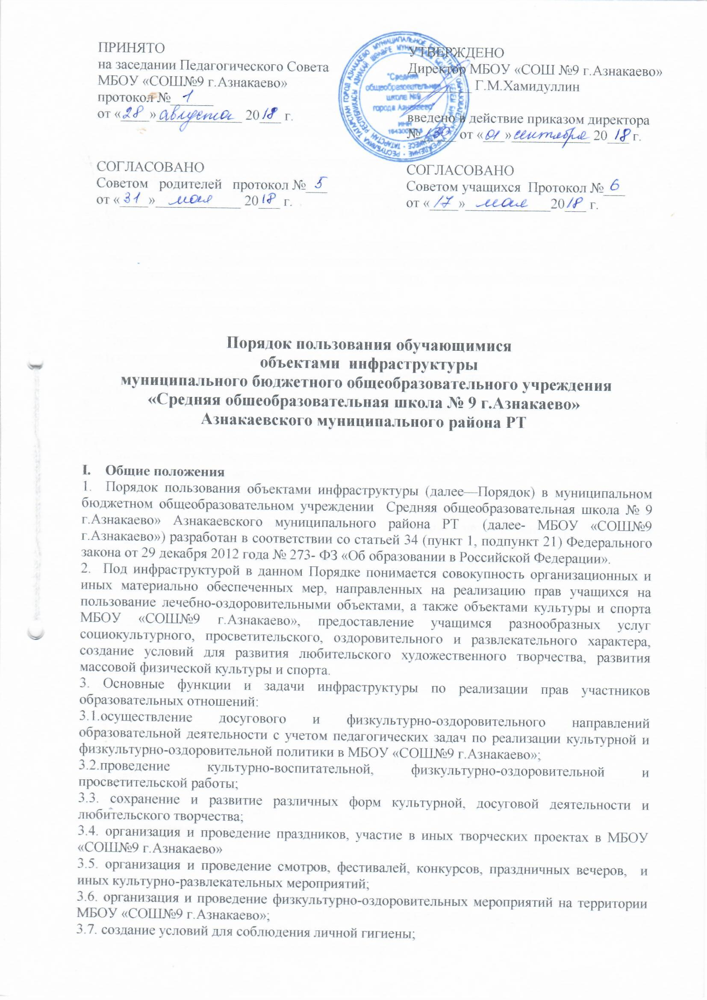 ПРИНЯТО
на заседании Педагогического Совета
МБОУ «СОШ№9 г.Азнакаево»
протокол № 1
от «28» августа 2018 г.
УТВЕРЖДЕНО
Директор МБОУ «СОШ №9 г.Азнакаево»
Г.М.Хамидуллин
введено в действие приказом директора
№ 130 от «01» сентября 2018 г.
"Средняя
общеобразовательная
школа №9
города Азнакаево"
ИНН
СОГЛАСОВАНО
Советом родителей протокол № 5
от «31» мая 2018 г.
СОГЛАСОВАНО
Советом учащихся Протокол № 6
от «17» мая 2018 г.
Порядок пользования обучающимися
объектами инфраструктуры
муниципального бюджетного общеобразовательного учреждения
«Средняя обшеобразовательная школа № 9 г.Азнакаево»
Азнакаевского муниципального района РТ
I. Общие положения
1. Порядок пользования объектами инфраструктуры (далее—Порядок) в муниципальном
бюджетном общеобразовательном учреждении Средняя общеобразовательная школа № 9
г.Азнакаево» Азнакаевского муниципального района РТ (далее- МБОУ «СОШ№9
г.Азнакаево») разработан в соответствии со статьей 34 (пункт 1, подпункт 21) Федерального
закона от 29 декабря 2012 года № 273- ФЗ «Об образовании в Российской Федерации».
2. Под инфраструктурой в данном Порядке понимается совокупность организационных и
иных материально обеспеченных мер, направленных на реализацию прав учащихся на
пользование лечебно-оздоровительными объектами, а также объектами культуры и спорта
МБОУ «СОШ№9 г.Азнакаево», предоставление учащимся разнообразных услуг
социокультурного, просветительского, оздоровительного и развлекательного характера,
создание условий для развития любительского художественного творчества, развития
массовой физической культуры и спорта.
3. Основные функции и задачи инфраструктуры по реализации прав участников
образовательных отношений:
3.1.осуществление досугового и физкультурно-оздоровительного направлений
образовательной деятельности с учетом педагогических задач по реализации культурной и
физкультурно-оздоровительной политики в МБОУ «СОШ№9 г.Азнакаево»;
3.2.проведение культурно-воспитательной, физкультурно-оздоровительной и
просветительской работы;
3.3. сохранение и развитие различных форм культурной, досуговой деятельности и
любительского творчества;
3.4. организация и проведение праздников, участие в иных творческих проектах в МБОУ
«СОШ№9 г.Азнакаево»
3.5. организация и проведение смотров, фестивалей, конкурсов, праздничных вечеров, и
иных культурно-развлекательных мероприятий;
3.6. организация и проведение физкультурно-оздоровительных мероприятий на территории
МБОУ «СОШ№9 г.Азнакаево»;
3.7. создание условий для соблюдения личной гигиены;